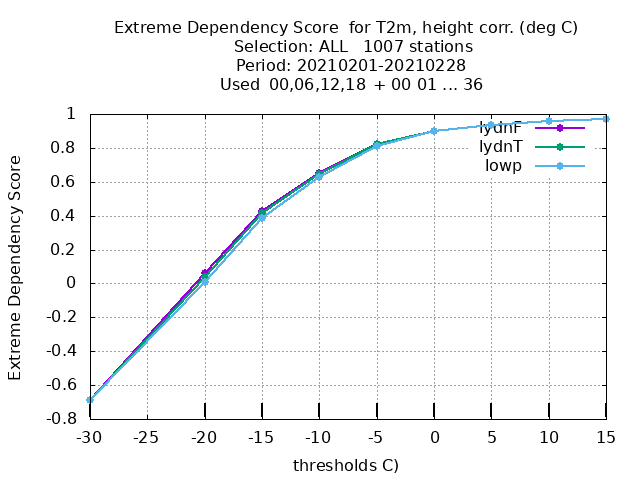 Extreme Dependency Score for T2m, height corr. (deg C)
Selection: ALL 1007 stations
Period: 20210201-20210228
Used 00,06,12,18 + 00 01 ... 36
Extreme Dependency Score
1
0.8
0.6
0.4
0.2
0
-0.2
-0.4
-0.6
-0.8
lydnF
lydnT
lowp
-30 -25 -20 -15 -10 -5 0 5 10 15
thresholds C)